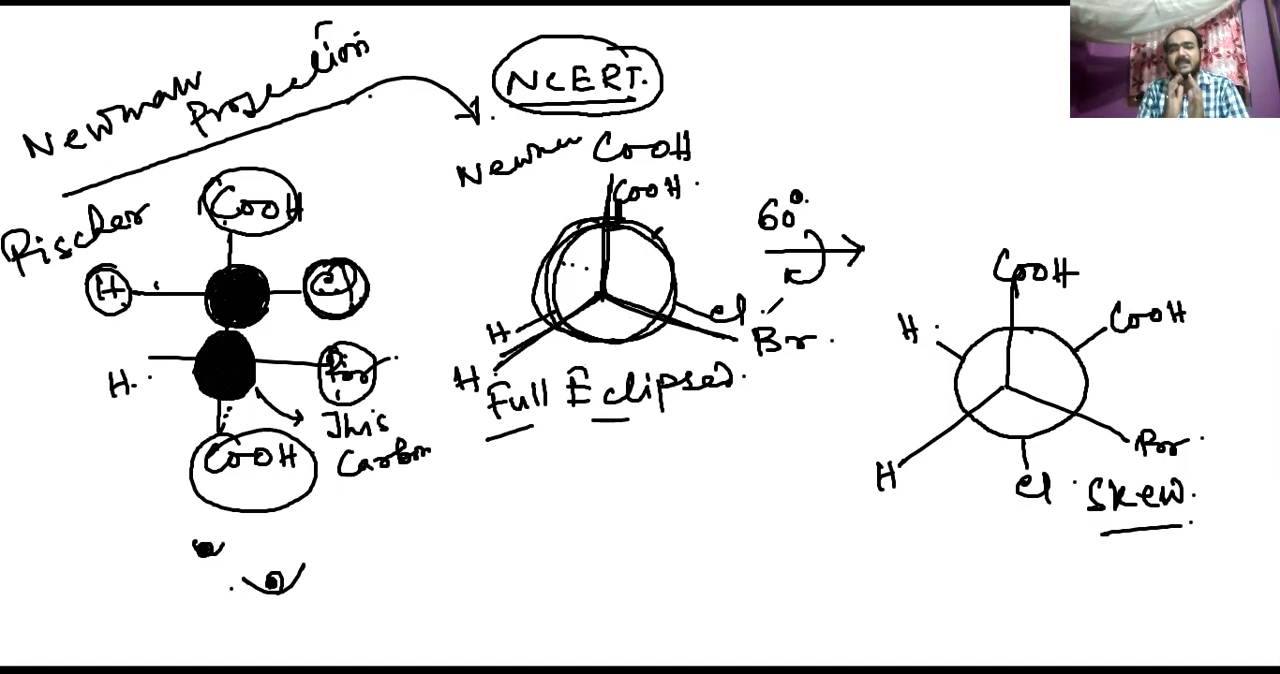 Newman
Projection
NCERT.
Fischer
COOH
H
Cl
H.
Br
This
Carbon
COOH
Newman
COOH
COOH.
Cl
Br.
H
H.
Full Eclipsed.
60°
COOH
COOH
H
H
Cl
Br.
Skew.